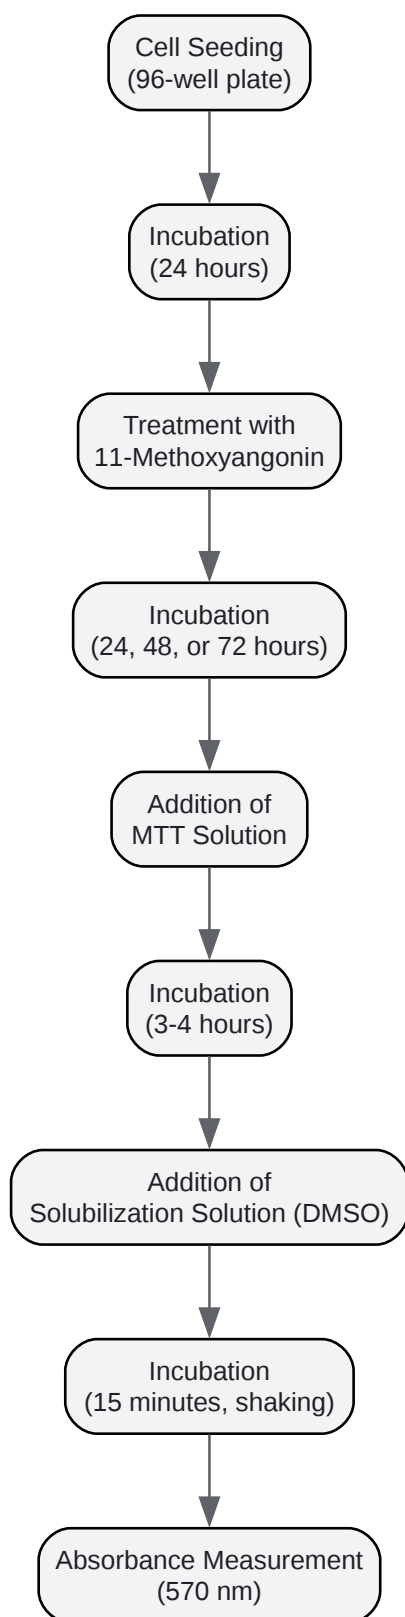 Cell Seeding
(96-well plate)
Incubation
(24 hours)
Treatment with
11-Methoxyangonin
Incubation
(24, 48, or 72 hours)
Addition of
MTT Solution
Incubation
(3-4 hours)
Addition of
Solubilization Solution (DMSO)
Incubation
(15 minutes, shaking)
Absorbance Measurement
(570 nm)